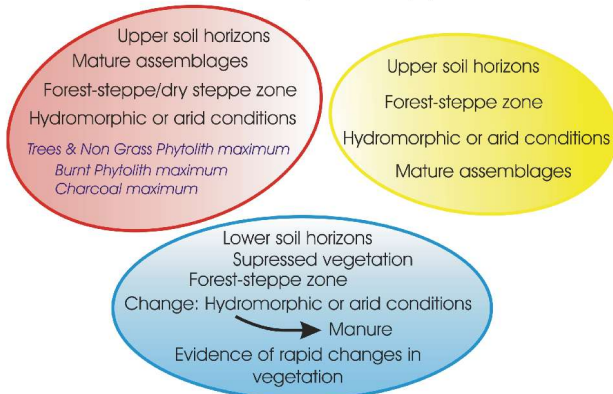 Upper soil horizons
Mature assemblages
Forest-steppe/dry steppe zone
Hydromorphic or arid conditions
Trees & Non Grass Phytolith maximum
Burnt Phytolith maximum
Charcoal maximum
Upper soil horizons
Forest-steppe zone
Hydromorphic or arid conditions
Mature assemblages
Lower soil horizons
Supressed vegetation
Forest-steppe zone
Change: Hydromorphic or arid conditions
Manure
Evidence of rapid changes in
vegetation